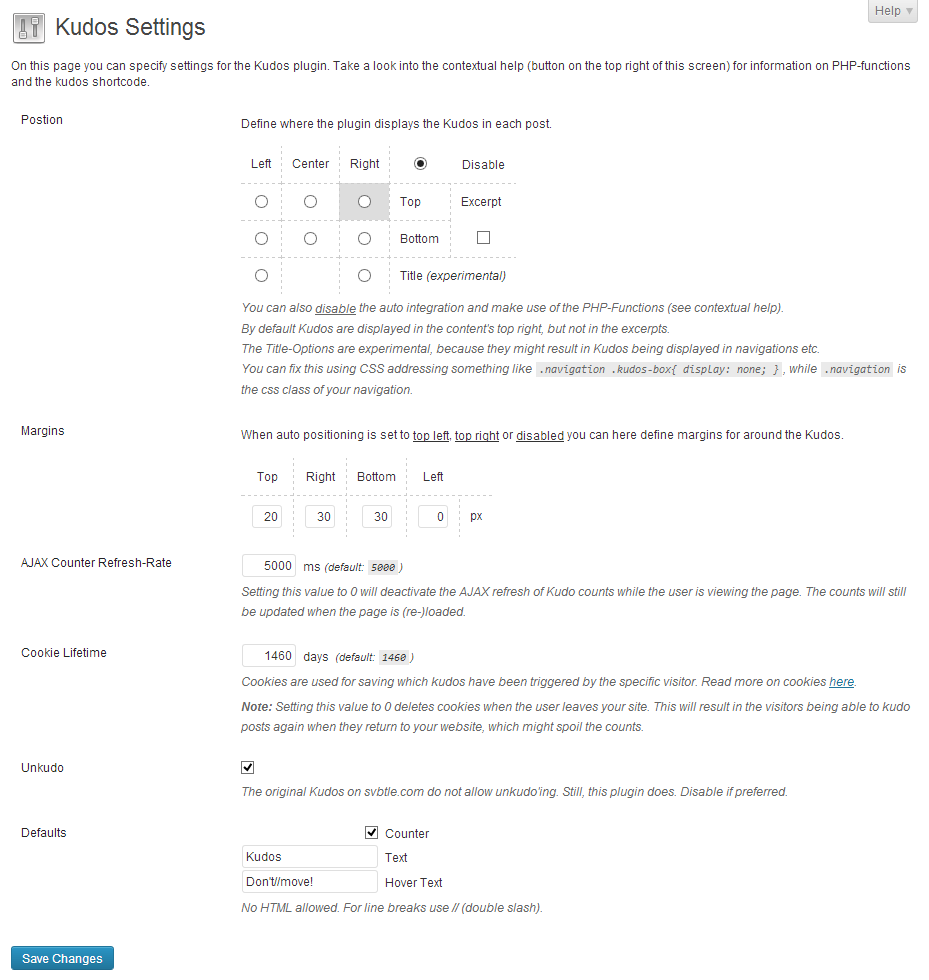 Help
Kudos Settings
On this page you can specify settings for the Kudos plugin. Take a look into the contextual help (button on the top right of this screen) for information on PHP-functions
and the kudos shortcode.
Postion
Define where the plugin displays the Kudos in each post.
Left Center Right Disable
Top Excerpt
Bottom
Title (experimental)
You can also disable the auto integration and make use of the PHP-Functions (see contextual help).
By default Kudos are displayed in the content's top right, but not in the excerpts.
The Title-Options are experimental, because they might result in Kudos being displayed in navigations etc.
You can fix this using CSS addressing something like .navigation .kudos-box{ display: none; } , while .navigation is
the css class of your navigation.
Margins
When auto positioning is set to top left, top right or disabled you can here define margins for around the Kudos.
Top Right Bottom Left
20 30 30 0 px
AJAX Counter Refresh-Rate
5000 ms (default: 5000 )
Setting this value to 0 will deactivate the AJAX refresh of Kudo counts while the user is viewing the page. The counts will still
be updated when the page is (re-)loaded.
Cookie Lifetime
1460 days (default: 1460 )
Cookies are used for saving which kudos have been triggered by the specific visitor. Read more on cookies here.
Note: Setting this value to 0 deletes cookies when the user leaves your site. This will result in the visitors being able to kudo
posts again when they return to your website, which might spoil the counts.
Unkudo
The original Kudos on svbtle.com do not allow unkudo'ing. Still, this plugin does. Disable if preferred.
Defaults
Counter
Kudos Text
Don't//move! Hover Text
No HTML allowed. For line breaks use // (double slash).
Save Changes